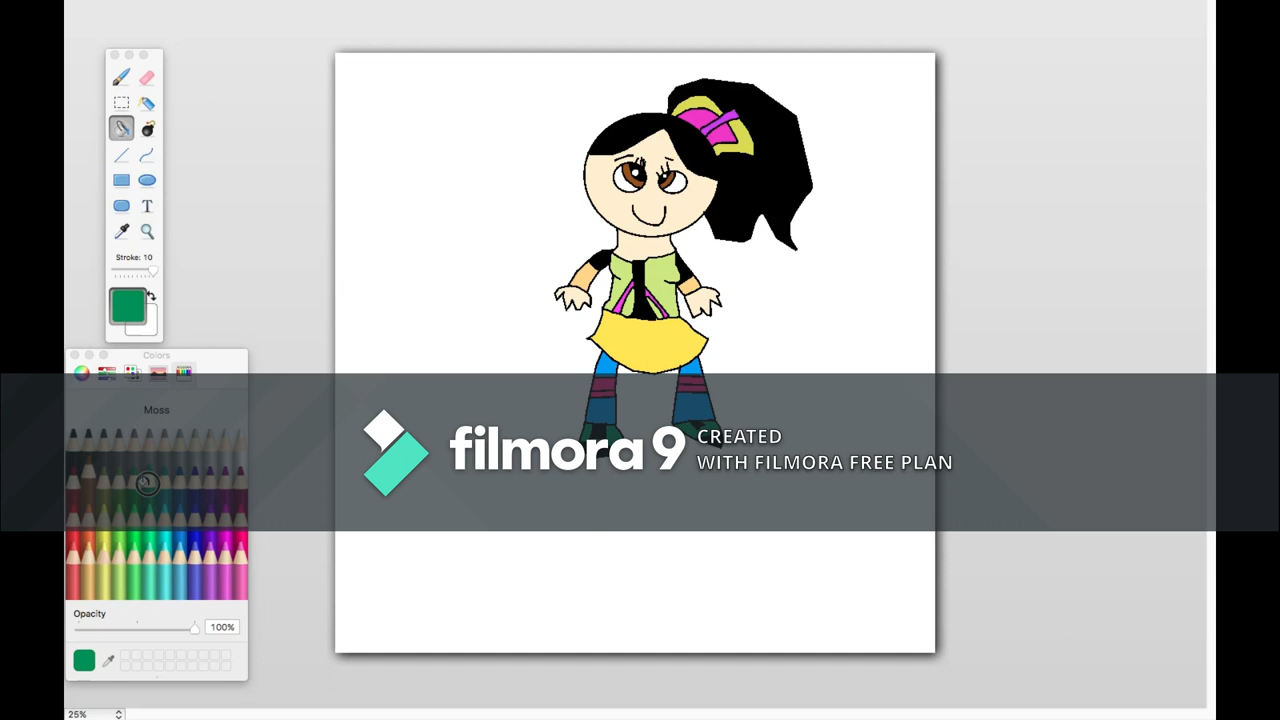 T
Stroke: 10
Colors
Moss
filmora 9
CREATED
WITH FILMORA FREE PLAN
Opacity
100%
25%